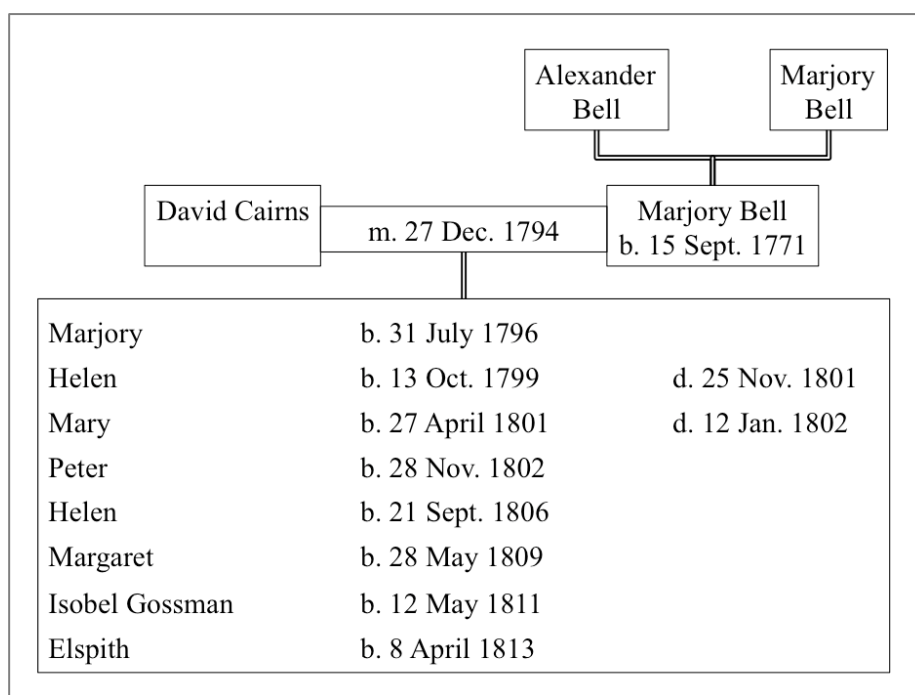 Alexander
Bell
Marjory
Bell
David Cairns
m. 27 Dec. 1794
Marjory Bell
b. 15 Sept. 1771
Marjory b. 31 July 1796
Helen b. 13 Oct. 1799 d. 25 Nov. 1801
Mary b. 27 April 1801 d. 12 Jan. 1802
Peter b. 28 Nov. 1802
Helen b. 21 Sept. 1806
Margaret b. 28 May 1809
Isobel Gossman b. 12 May 1811
Elspith b. 8 April 1813